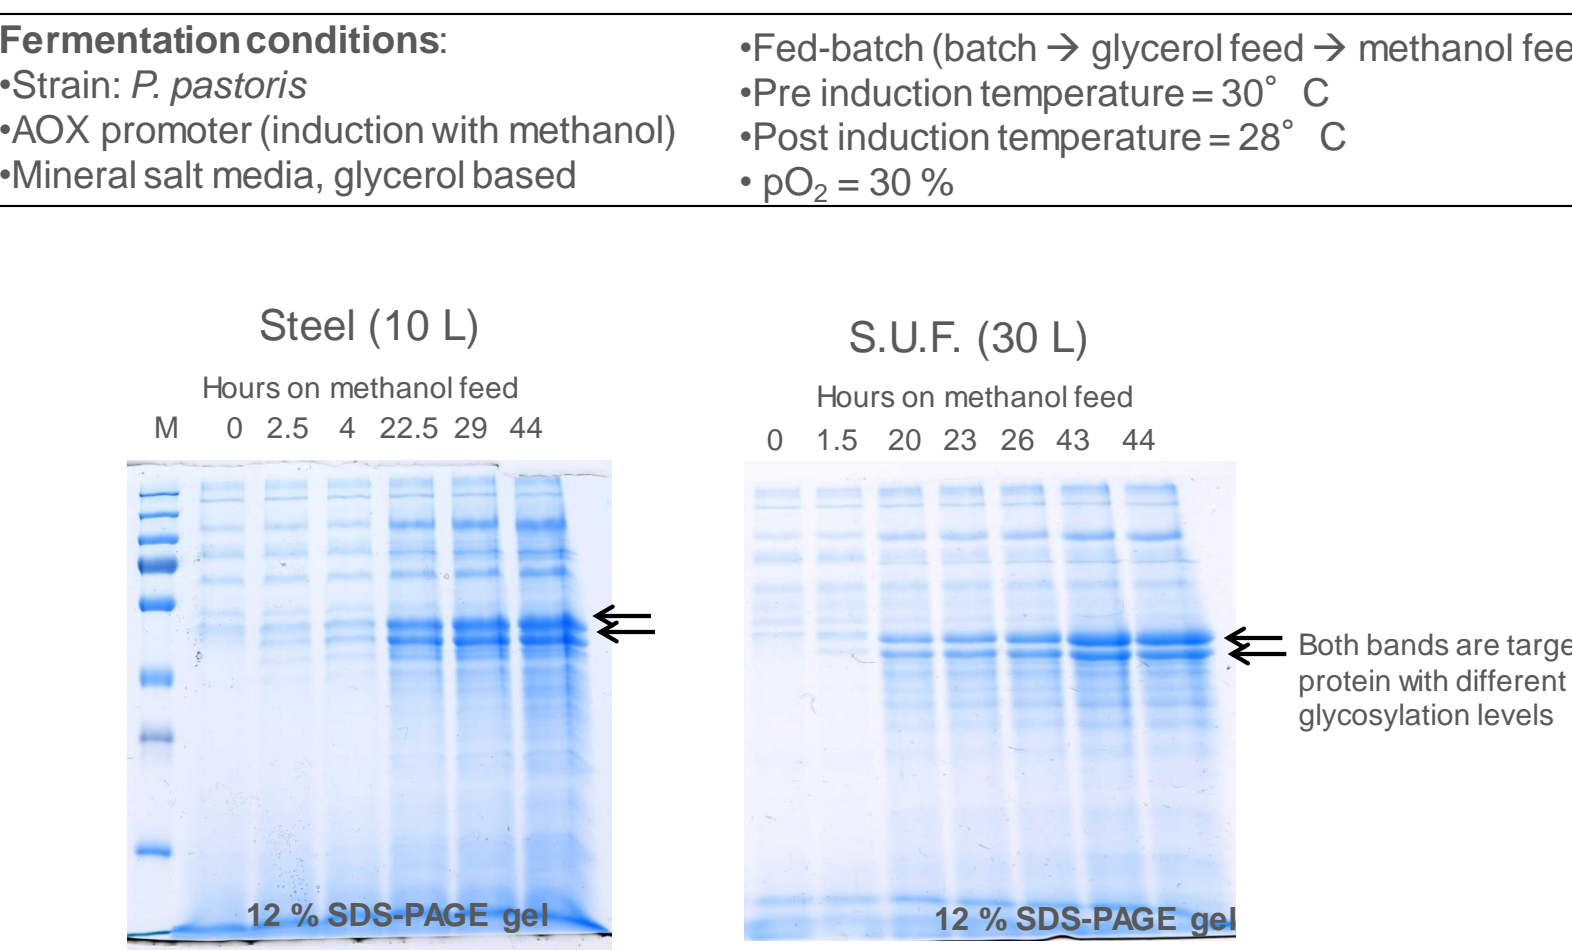 Fermentation conditions:
•Strain: P. pastoris
•AOX promoter (induction with methanol)
•Mineral salt media, glycerol based
•Fed-batch (batch → glycerol feed → methanol fee
•Pre induction temperature = 30° C
•Post induction temperature = 28° C
• pO₂ = 30 %
Steel (10 L)
Hours on methanol feed
M 0 2.5 4 22.5 29 44
12 % SDS-PAGE gel
S.U.F. (30 L)
Hours on methanol feed
0 1.5 20 23 26 43 44
12 % SDS-PAGE gel
Both bands are targe
protein with different
glycosylation levels